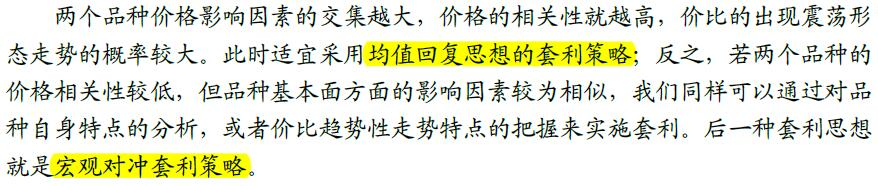 两个品种价格影响因素的交集越大，价格的相关性就越高，价比的出现震荡形
态走势的概率较大。此时适宜采用均值回复思想的套利策略；反之，若两个品种的
价格相关性较低，但品种基本面方面的影响因素较为相似，我们同样可以通过对品
种自身特点的分析，或者价比趋势性走势特点的把握来实施套利。后一种套利思想
就是宏观对冲套利策略。